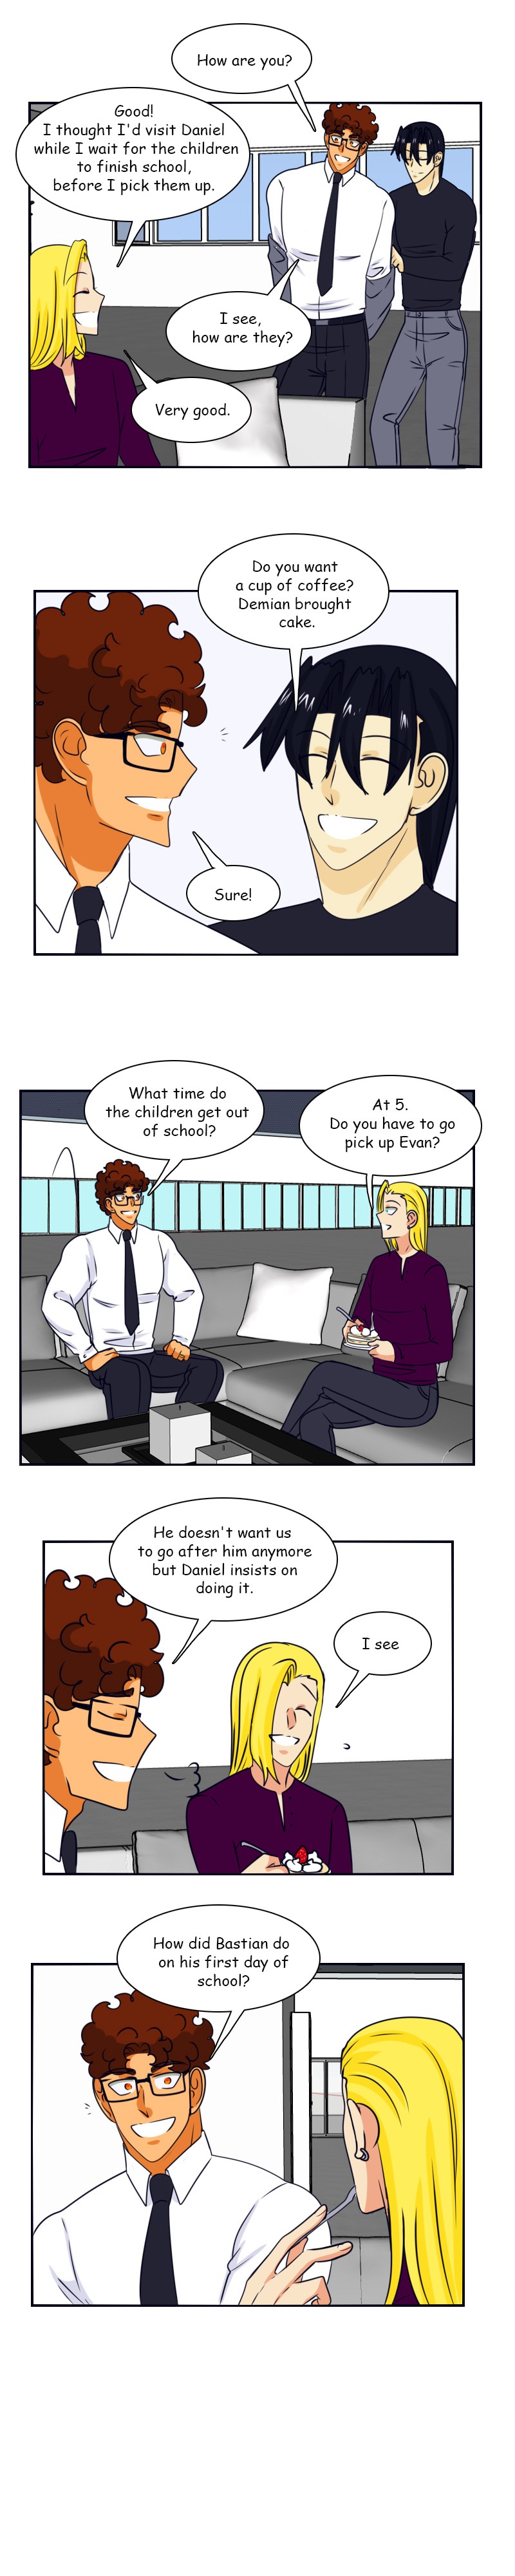 How are you?
Good!
I thought I'd visit Daniel
while I wait for the children
to finish school,
before I pick them up.
I see,
how are they?
Very good.
Do you want
a cup of coffee?
Demian brought
cake.
Sure!
What time do
the children get out
of school?
At 5.
Do you have to go
pick up Evan?
He doesn't want us
to go after him anymore
but Daniel insists on
doing it.
I see
How did Bastian do
on his first day of
school?